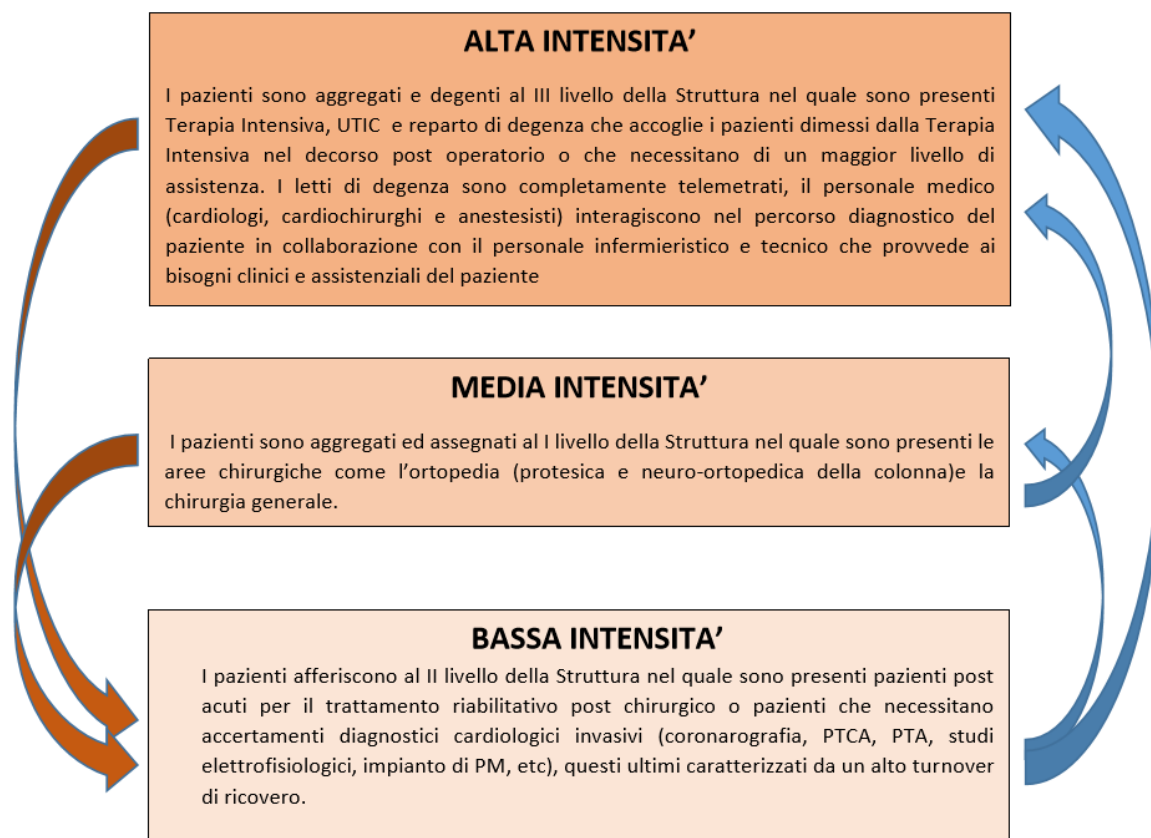 ALTA INTENSITA’
I pazienti sono aggregati e degenti al III livello della Struttura nel quale sono presenti
Terapia Intensiva, UTIC e reparto di degenza che accoglie i pazienti dimessi dalla Terapia
Intensiva nel decorso post operatorio o che necessitano di un maggior livello di
assistenza. I letti di degenza sono completamente telemetrati, il personale medico
(cardiologi, cardiochirurghi e anestesisti) interagiscono nel percorso diagnostico del
paziente in collaborazione con il personale infermieristico e tecnico che provvede ai
bisogni clinici e assistenziali del paziente
MEDIA INTENSITA’
I pazienti sono aggregati ed assegnati al I livello della Struttura nel quale sono presenti le
aree chirurgiche come l’ortopedia (protesica e neuro-ortopedica della colonna)e la
chirurgia generale.
BASSA INTENSITA’
I pazienti afferiscono al II livello della Struttura nel quale sono presenti pazienti post
acuti per il trattamento riabilitativo post chirurgico o pazienti che necessitano
accertamenti diagnostici cardiologici invasivi (coronarografia, PTCA, PTA, studi
elettrofisiologici, impianto di PM, etc), questi ultimi caratterizzati da un alto turnover
di ricovero.